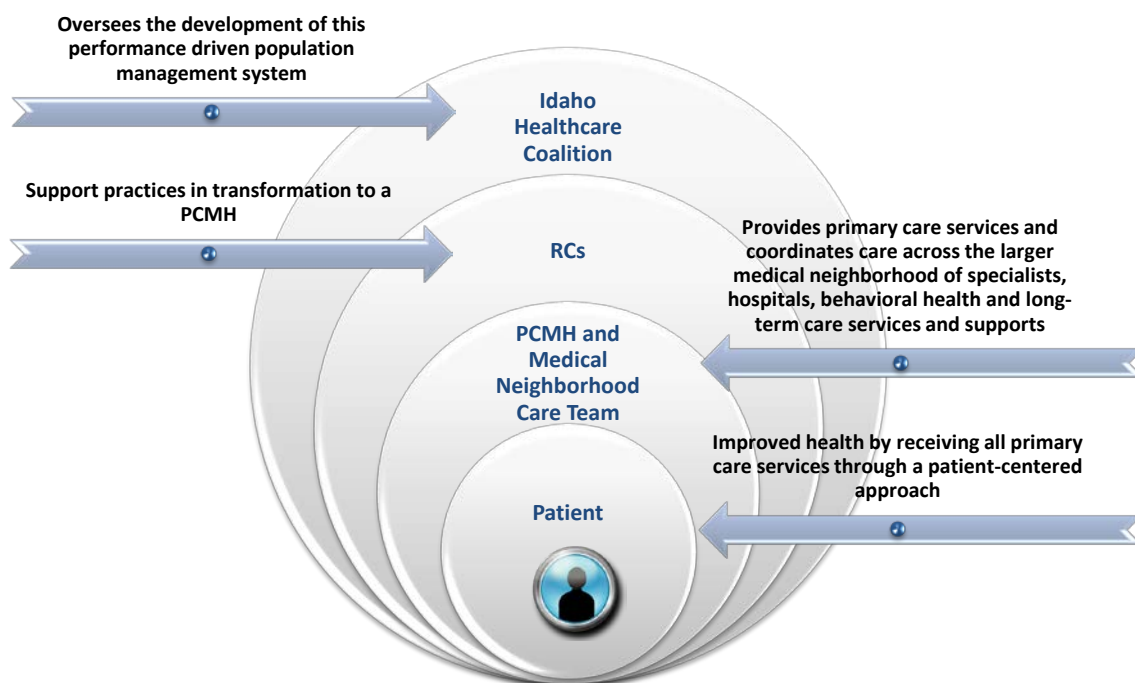 Oversees the development of this
performance driven population
management system
Idaho
Healthcare
Coalition
Support practices in transformation to a
PCMH
RCs
Provides primary care services and
coordinates care across the larger
medical neighborhood of specialists,
hospitals, behavioral health and long-
term care services and supports
PCMH and
Medical
Neighborhood
Care Team
Improved health by receiving all primary
care services through a patient-centered
approach
Patient